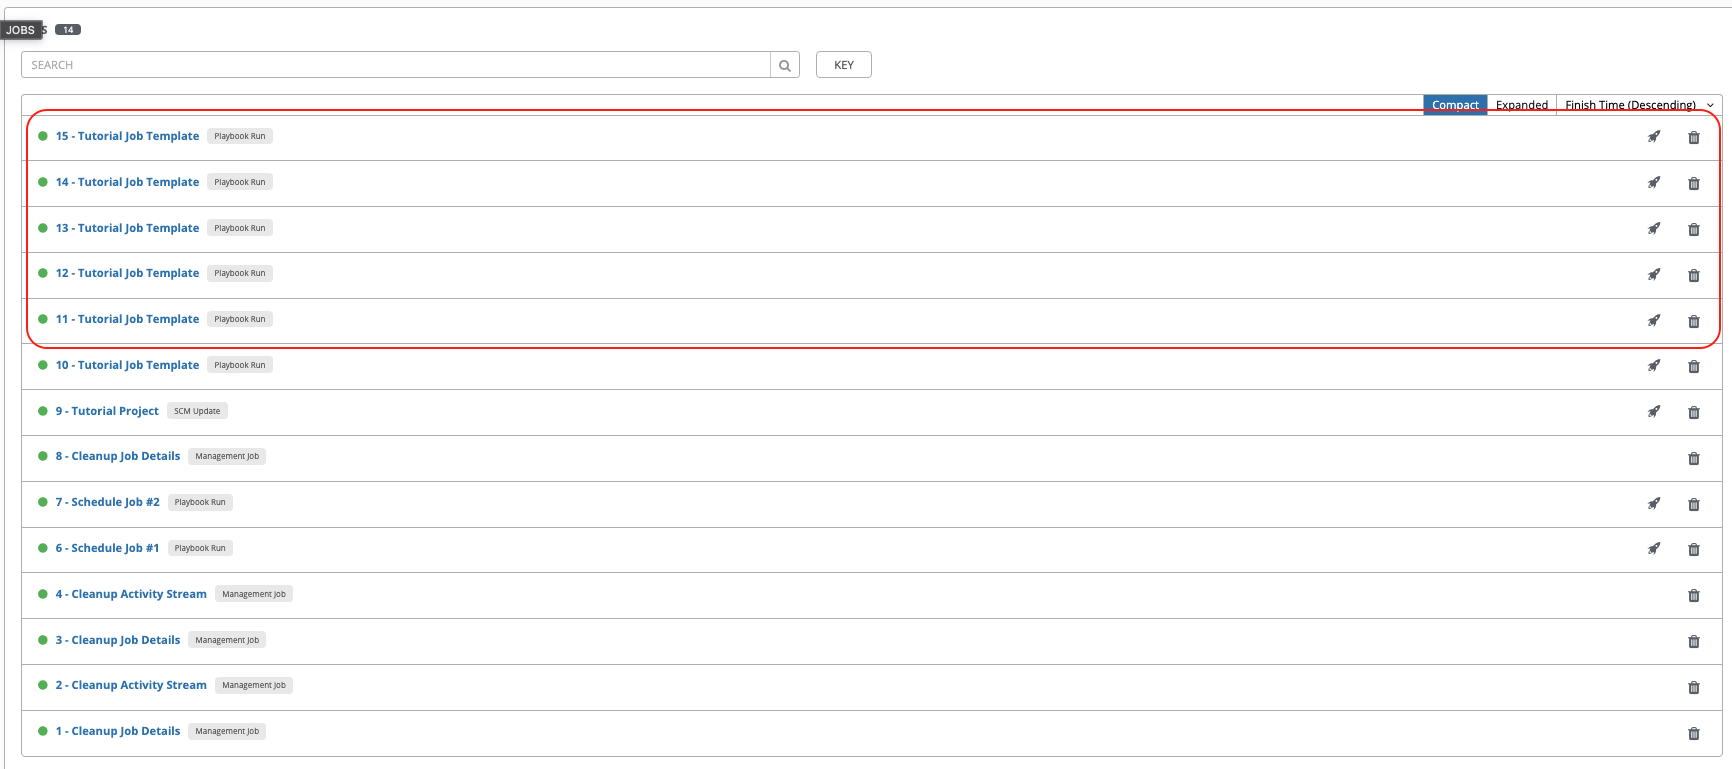 JOBS S 14
SEARCH KEY
Compact Expanded Finish Time (Descending)
15 - Tutorial Job Template Playbook Run
14 - Tutorial Job Template Playbook Run
13 - Tutorial Job Template Playbook Run
12 - Tutorial Job Template Playbook Run
11 - Tutorial Job Template Playbook Run
10 - Tutorial Job Template Playbook Run
9 - Tutorial Project SCM Update
8 - Cleanup Job Details Management Job
7 - Schedule Job #2 Playbook Run
6 - Schedule Job #1 Playbook Run
4 - Cleanup Activity Stream Management Job
3 - Cleanup Job Details Management Job
2 - Cleanup Activity Stream Management Job
1 - Cleanup Job Details Management Job